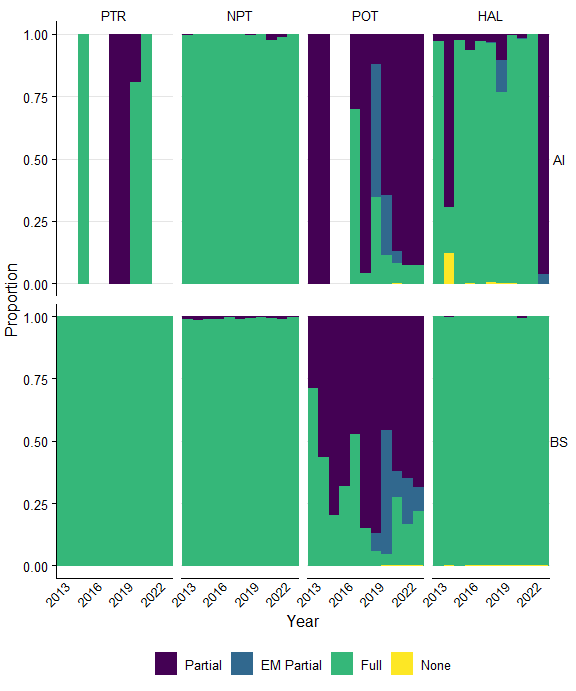 PTR NPT POT HAL
1.00
0.75
0.50
0.25
0.00
AI
Proportion
1.00
0.75
0.50
0.25
0.00
BS
2013 2016 2019 2022 2013 2016 2019 2022 2013 2016 2019 2022 2013 2016 2019 2022
Year
Partial EM Partial Full None